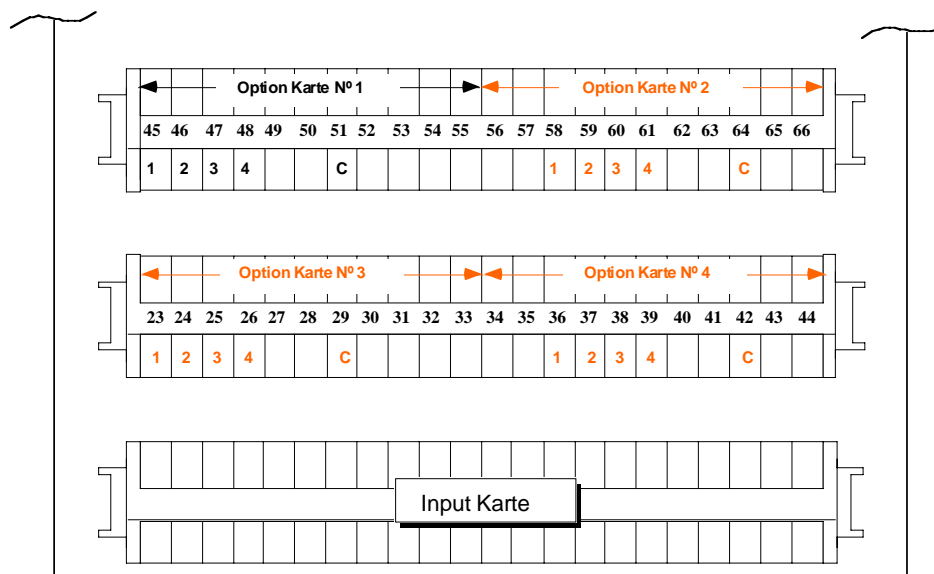 Option Karte Nº 1 Option Karte Nº 2
45 46 47 48 49 50 51 52 53 54 55 56 57 58 59 60 61 62 63 64 65 66
1 2 3 4 C 1 2 3 4 C
Option Karte Nº 3 Option Karte Nº 4
23 24 25 26 27 28 29 30 31 32 33 34 35 36 37 38 39 40 41 42 43 44
1 2 3 4 C 1 2 3 4 C
Input Karte